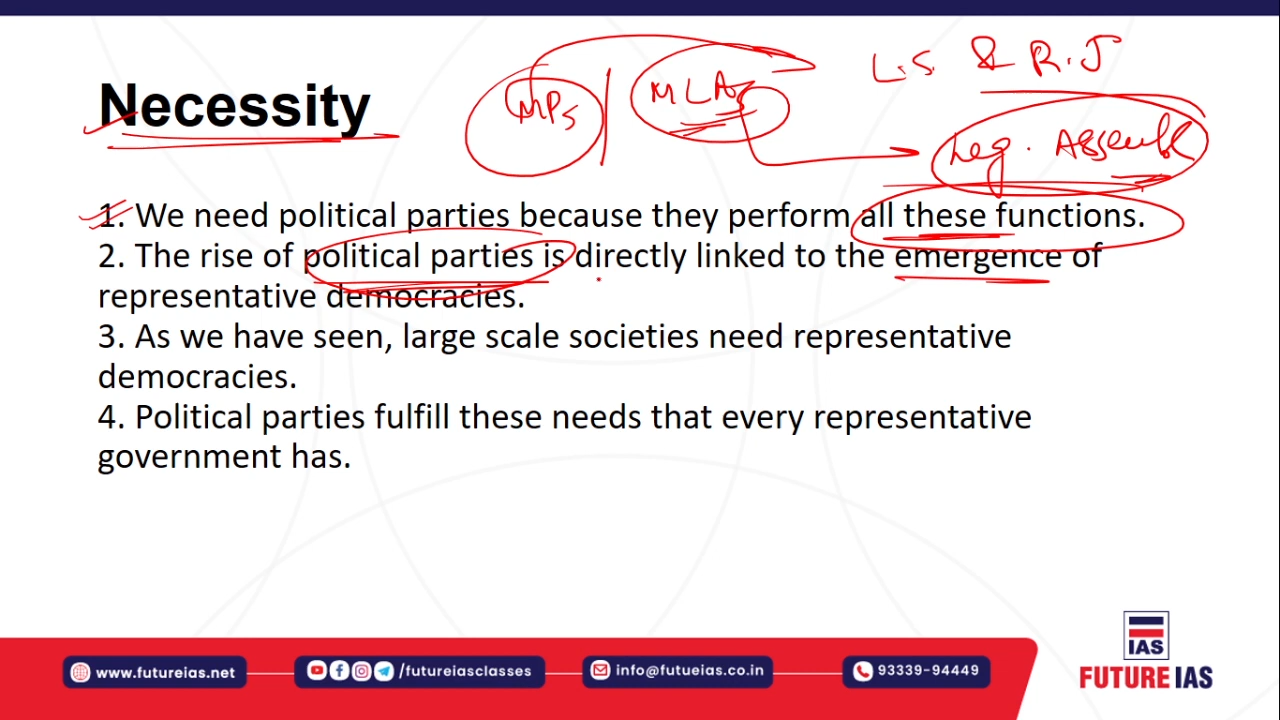 L.S. & R.J
MPs | MLAs
Necessity
Leg. Assembl
1. We need political parties because they perform all these functions.
2. The rise of political parties is directly linked to the emergence of
representative democracies.
3. As we have seen, large scale societies need representative
democracies.
4. Political parties fulfill these needs that every representative
government has.
IAS
FUTURE IAS
www.futureias.net
/futureiasclasses
info@futueias.co.in
93339-94449